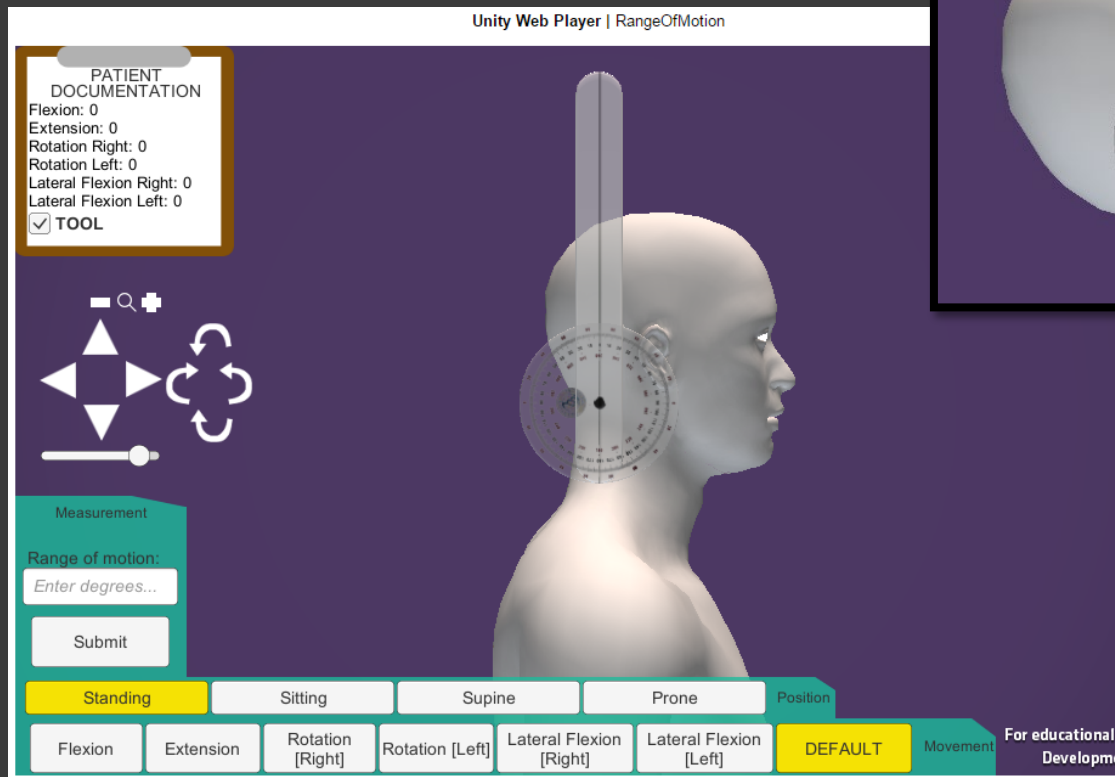 Unity Web Player | RangeOfMotion
PATIENT
DOCUMENTATION
Flexion: 0
Extension: 0
Rotation Right: 0
Rotation Left: 0
Lateral Flexion Right: 0
Lateral Flexion Left: 0
TOOL
Measurement
Range of motion:
Enter degrees...
Submit
Standing
Sitting
Supine
Prone
Position
Flexion
Extension
Rotation
[Right]
Rotation [Left]
Lateral Flexion
[Right]
Lateral Flexion
[Left]
DEFAULT
Movement
For educational
Developme